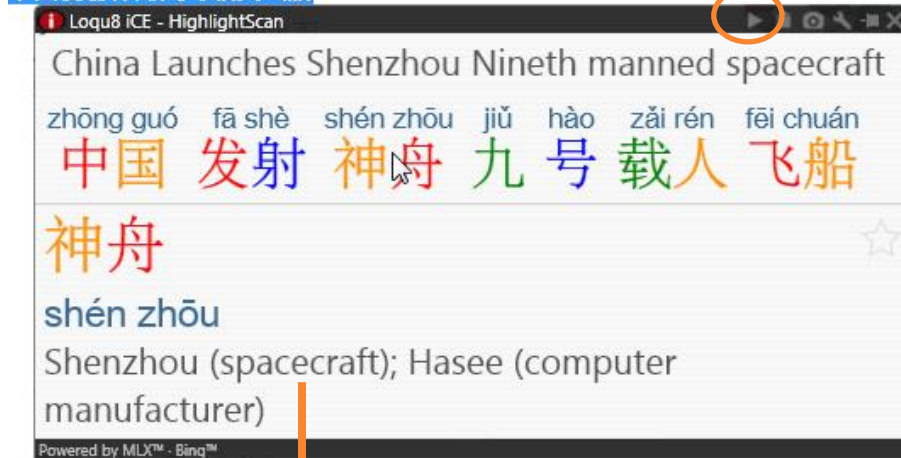 Loqu8 iCE - HighlightScan
China Launches Shenzhou Nineth manned spacecraft
zhōng guó fā shè shén zhōu jiǔ hào zǎi rén fēi chuán
中国 发射 神舟 九 号 载人 飞船
神舟
shén zhōu
Shenzhou (spacecraft); Hasee (computer
manufacturer)
Powered by MLX™ · Bing™